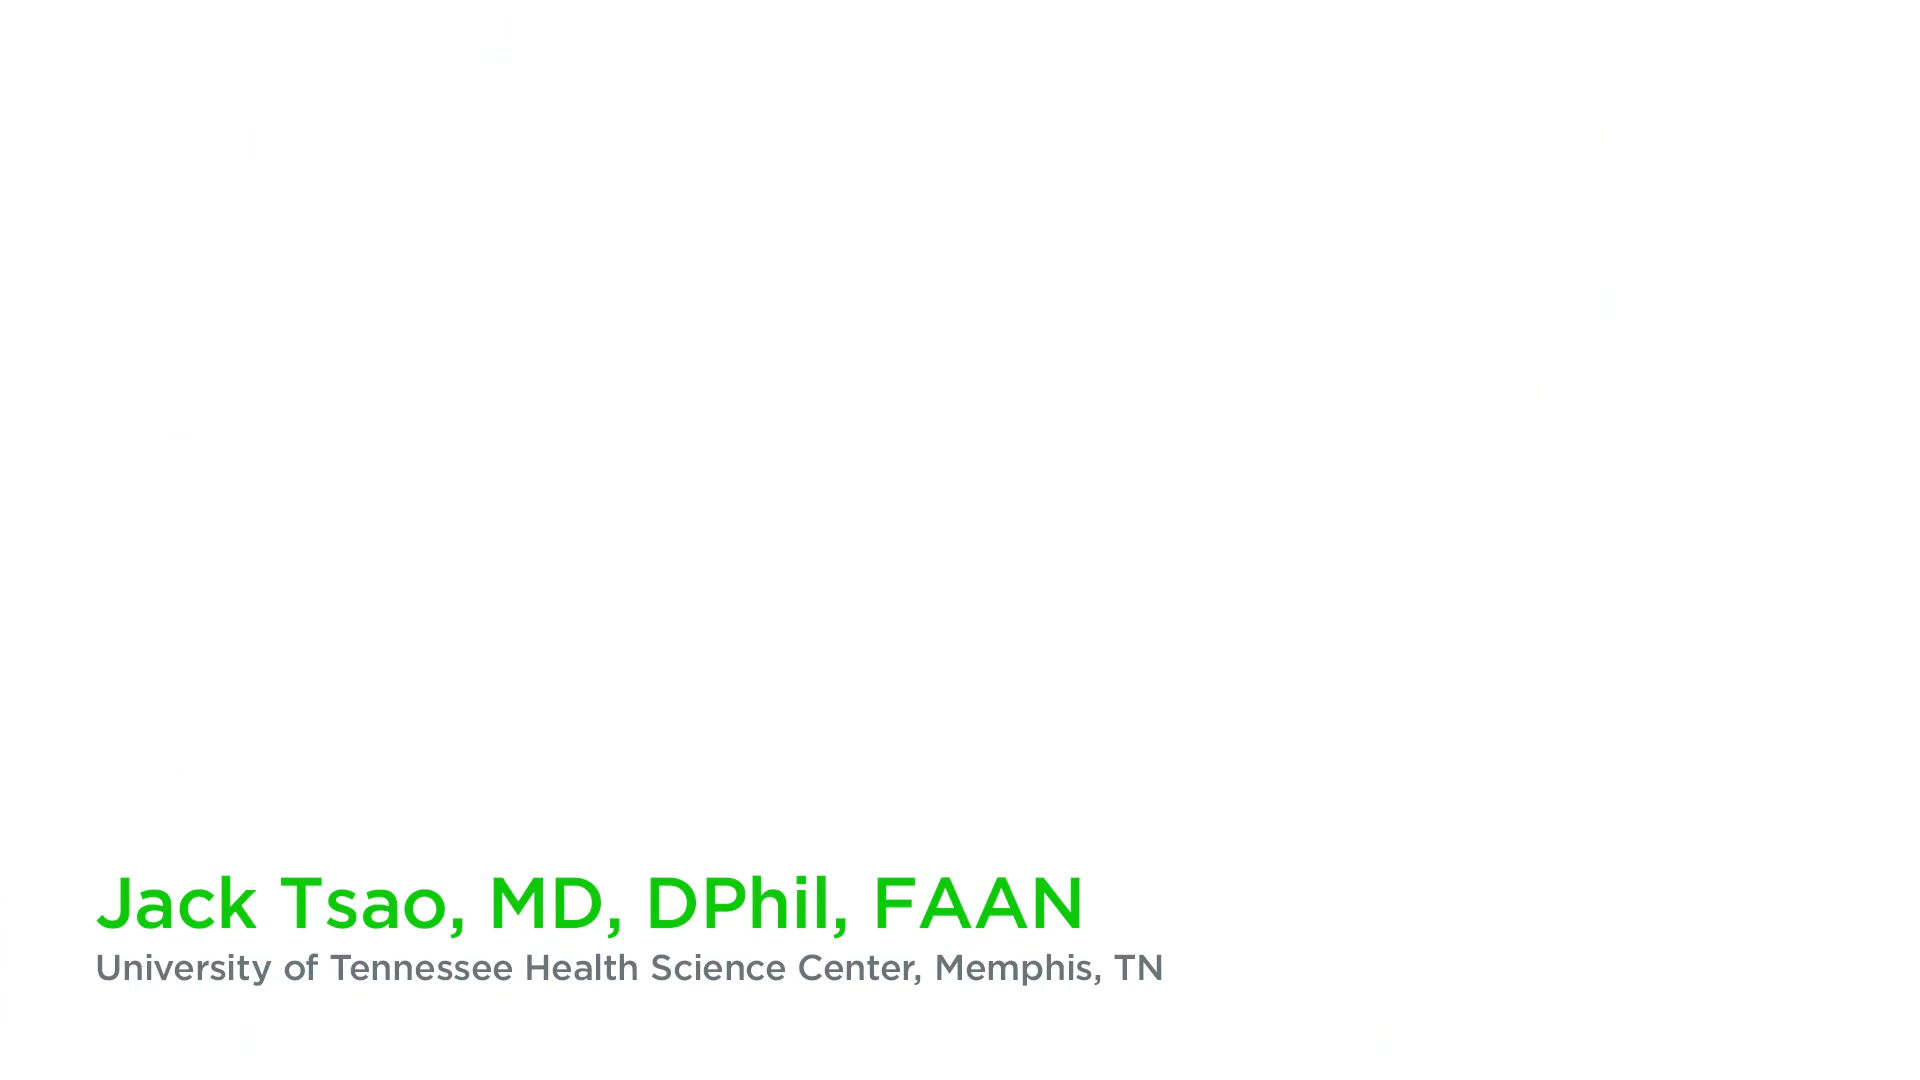 Jack Tsao, MD, DPhil, FAAN
University of Tennessee Health Science Center, Memphis, TN